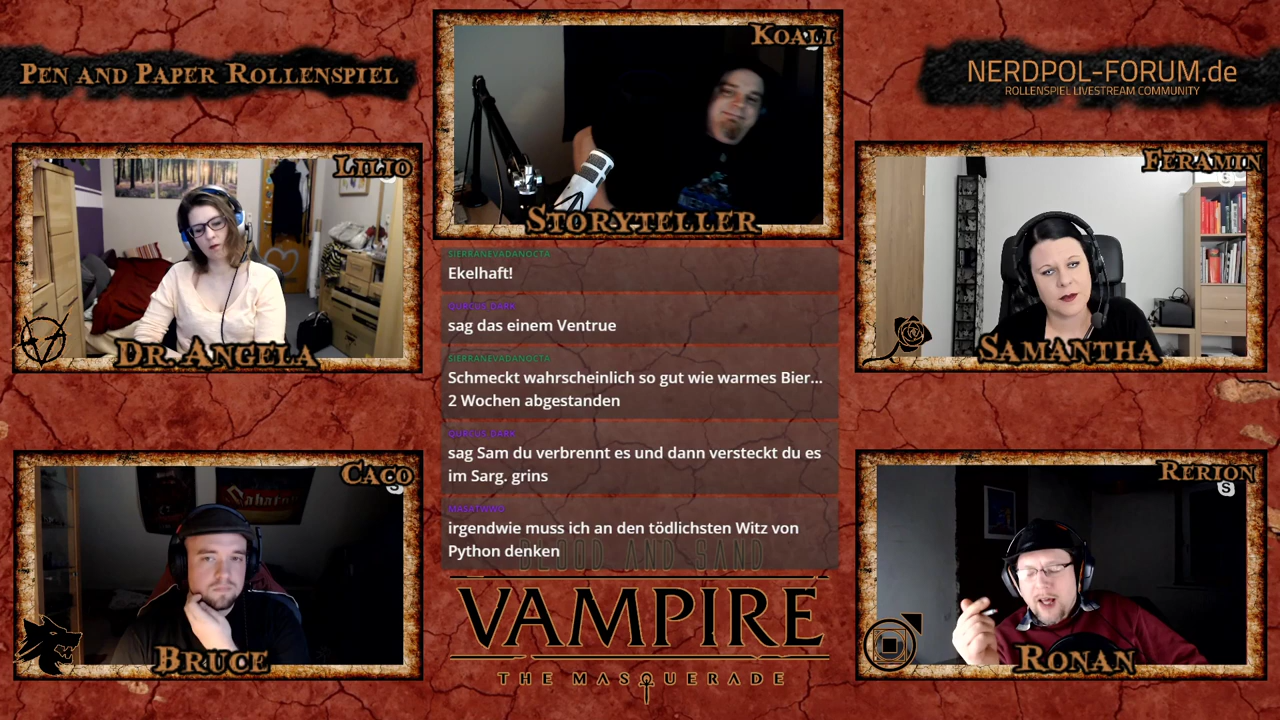 Koali
Pen and Paper Rollenspiel
NERDPOL-FORUM.de
ROLLENSPIEL LIVESTREAM COMMUNITY
Lilio
Feramin
Storyteller
SIERRANEVADANOCTA
Ekelhaft!
sag das einem Ventrue
SIERRANEVADANOCTA
Schmeckt wahrscheinlich so gut wie warmes Bier...
2 Wochen abgestanden
Dr. Angela
Samantha
sag Sam du verbrennt es und dann versteckt du es
im Sarg. grins
Caco
Rerion
S
irgendwie muss ich an den tödlichsten Witz von
Python denken
BLOOD AND SAND
VAMPIRE
THE MASQUERADE
Bruce
Ronan